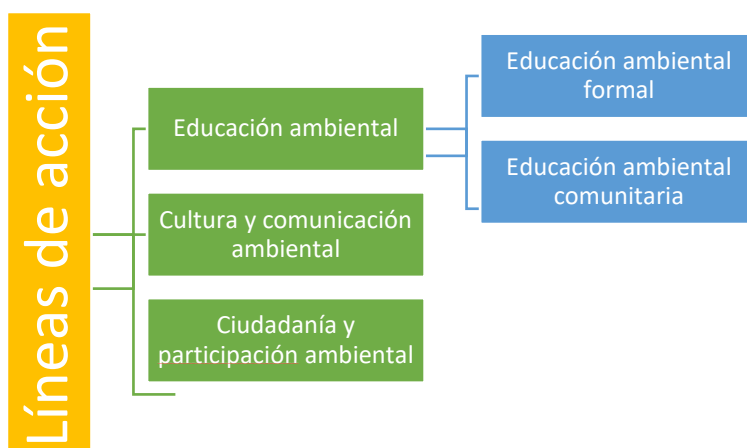 Líneas de acción
Educación ambiental
Cultura y comunicación
ambiental
Ciudadanía y
participación ambiental
Educación ambiental
formal
Educación ambiental
comunitaria